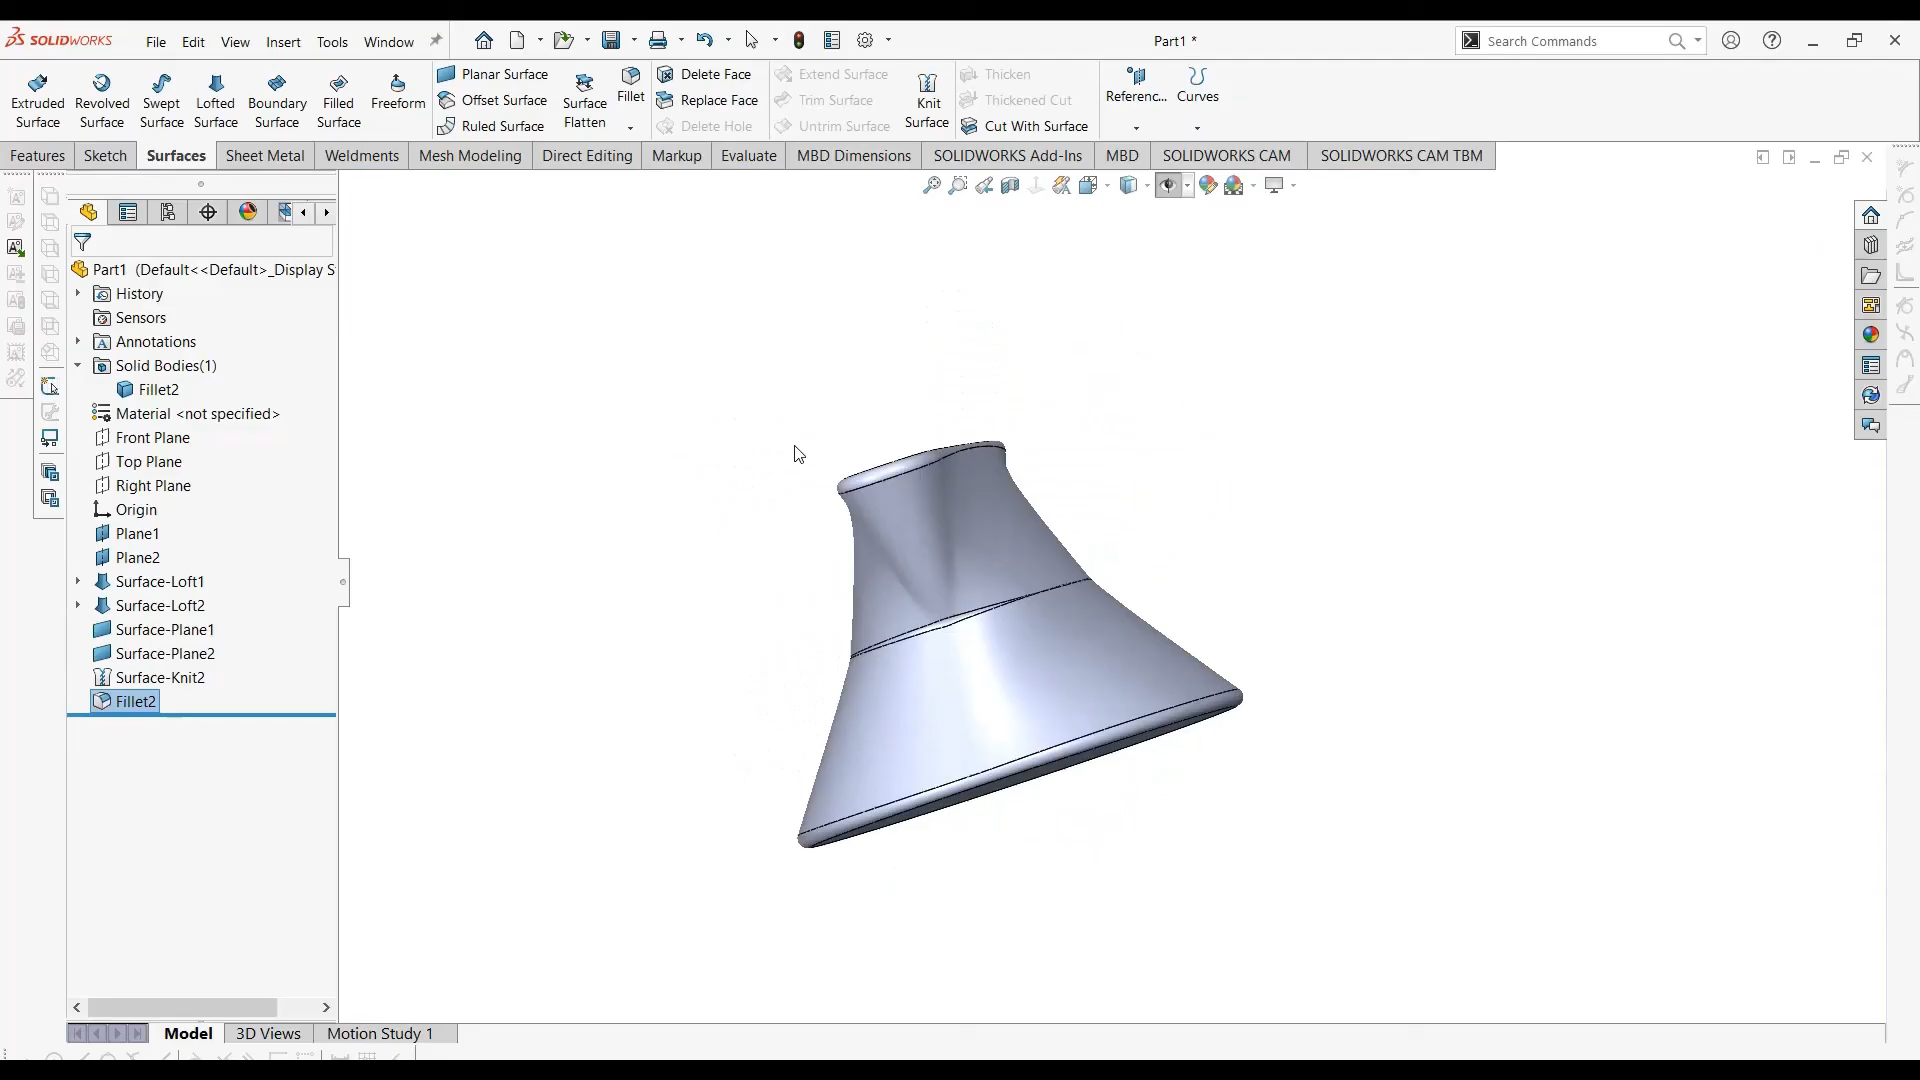 SOLIDWORKS File Edit View Insert Tools Window Part1 * Search Commands
Extruded Surface
Revolved Surface
Swept Surface
Lofted Surface
Boundary Surface
Filled Surface
Freeform
Planar Surface
Offset Surface
Ruled Surface
Surface Flatten
Fillet
Delete Face
Replace Face
Delete Hole
Extend Surface
Trim Surface
Untrim Surface
Knit Surface
Thicken
Thickened Cut
Cut With Surface
Referenc...
Curves
Features Sketch Surfaces Sheet Metal Weldments Mesh Modeling Direct Editing Markup Evaluate MBD Dimensions SOLIDWORKS Add-Ins MBD SOLIDWORKS CAM SOLIDWORKS CAM TBM
Part1 (Default<<Default>_Display S
History
Sensors
Annotations
Solid Bodies(1)
Fillet2
Material <not specified>
Front Plane
Top Plane
Right Plane
Origin
Plane1
Plane2
Surface-Loft1
Surface-Loft2
Surface-Plane1
Surface-Plane2
Surface-Knit2
Fillet2
Model 3D Views Motion Study 1